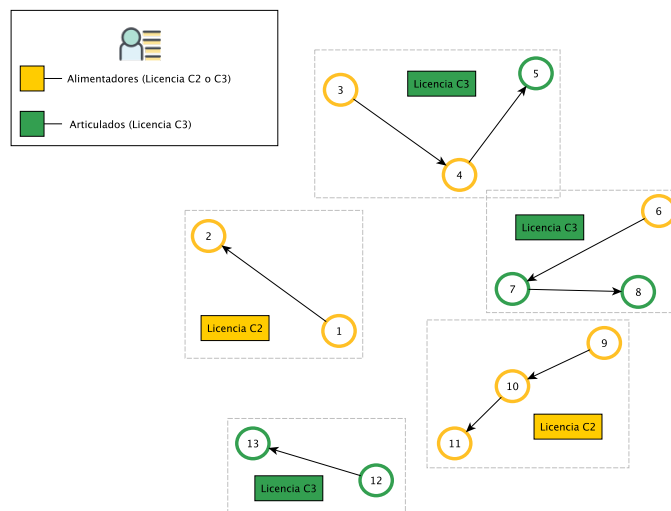 Alimentadores (Licencia C2 o C3)
Articulados (Licencia C3)
3
Licencia C3
5
4
2
Licencia C2
1
6
Licencia C3
7
8
9
10
Licencia C2
11
13
Licencia C3
12